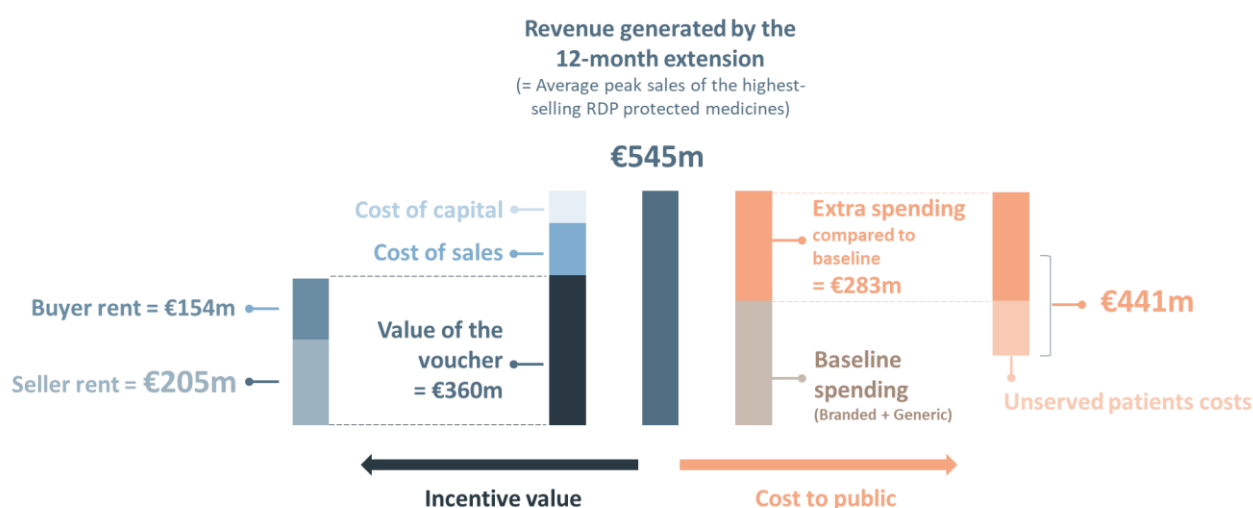 Revenue generated by the
12-month extension
(= Average peak sales of the highest-
selling RDP protected medicines)
€545m
Cost of capital
Cost of sales
Buyer rent = €154m
Seller rent = €205m
Value of the
voucher
= €360m
Extra spending
compared to
baseline
= €283m
Baseline
spending
(Branded + Generic)
€441m
Unserved patients costs
Incentive value
Cost to public